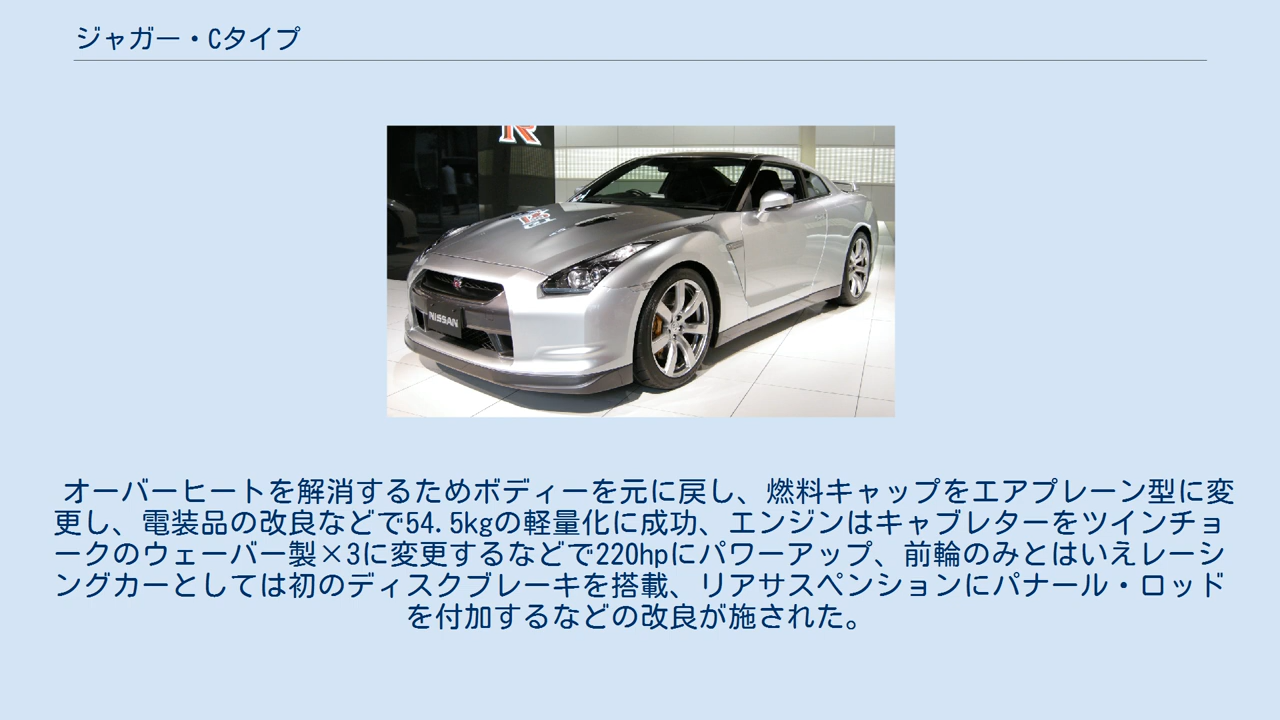 ジャガー・Cタイプ
R
R
NISSAN
オーバーヒートを解消するためボディーを元に戻し、燃料キャップをエアプレーン型に変
更し、電装品の改良などで54.5kgの軽量化に成功、エンジンはキャブレターをツインチョ
ークのウェーバー製×3に変更するなどで220hpにパワーアップ、前輪のみとはいえレーシ
ングカーとしては初のディスクブレーキを搭載、リアサスペンションにパナール・ロッド
を付加するなどの改良が施された。